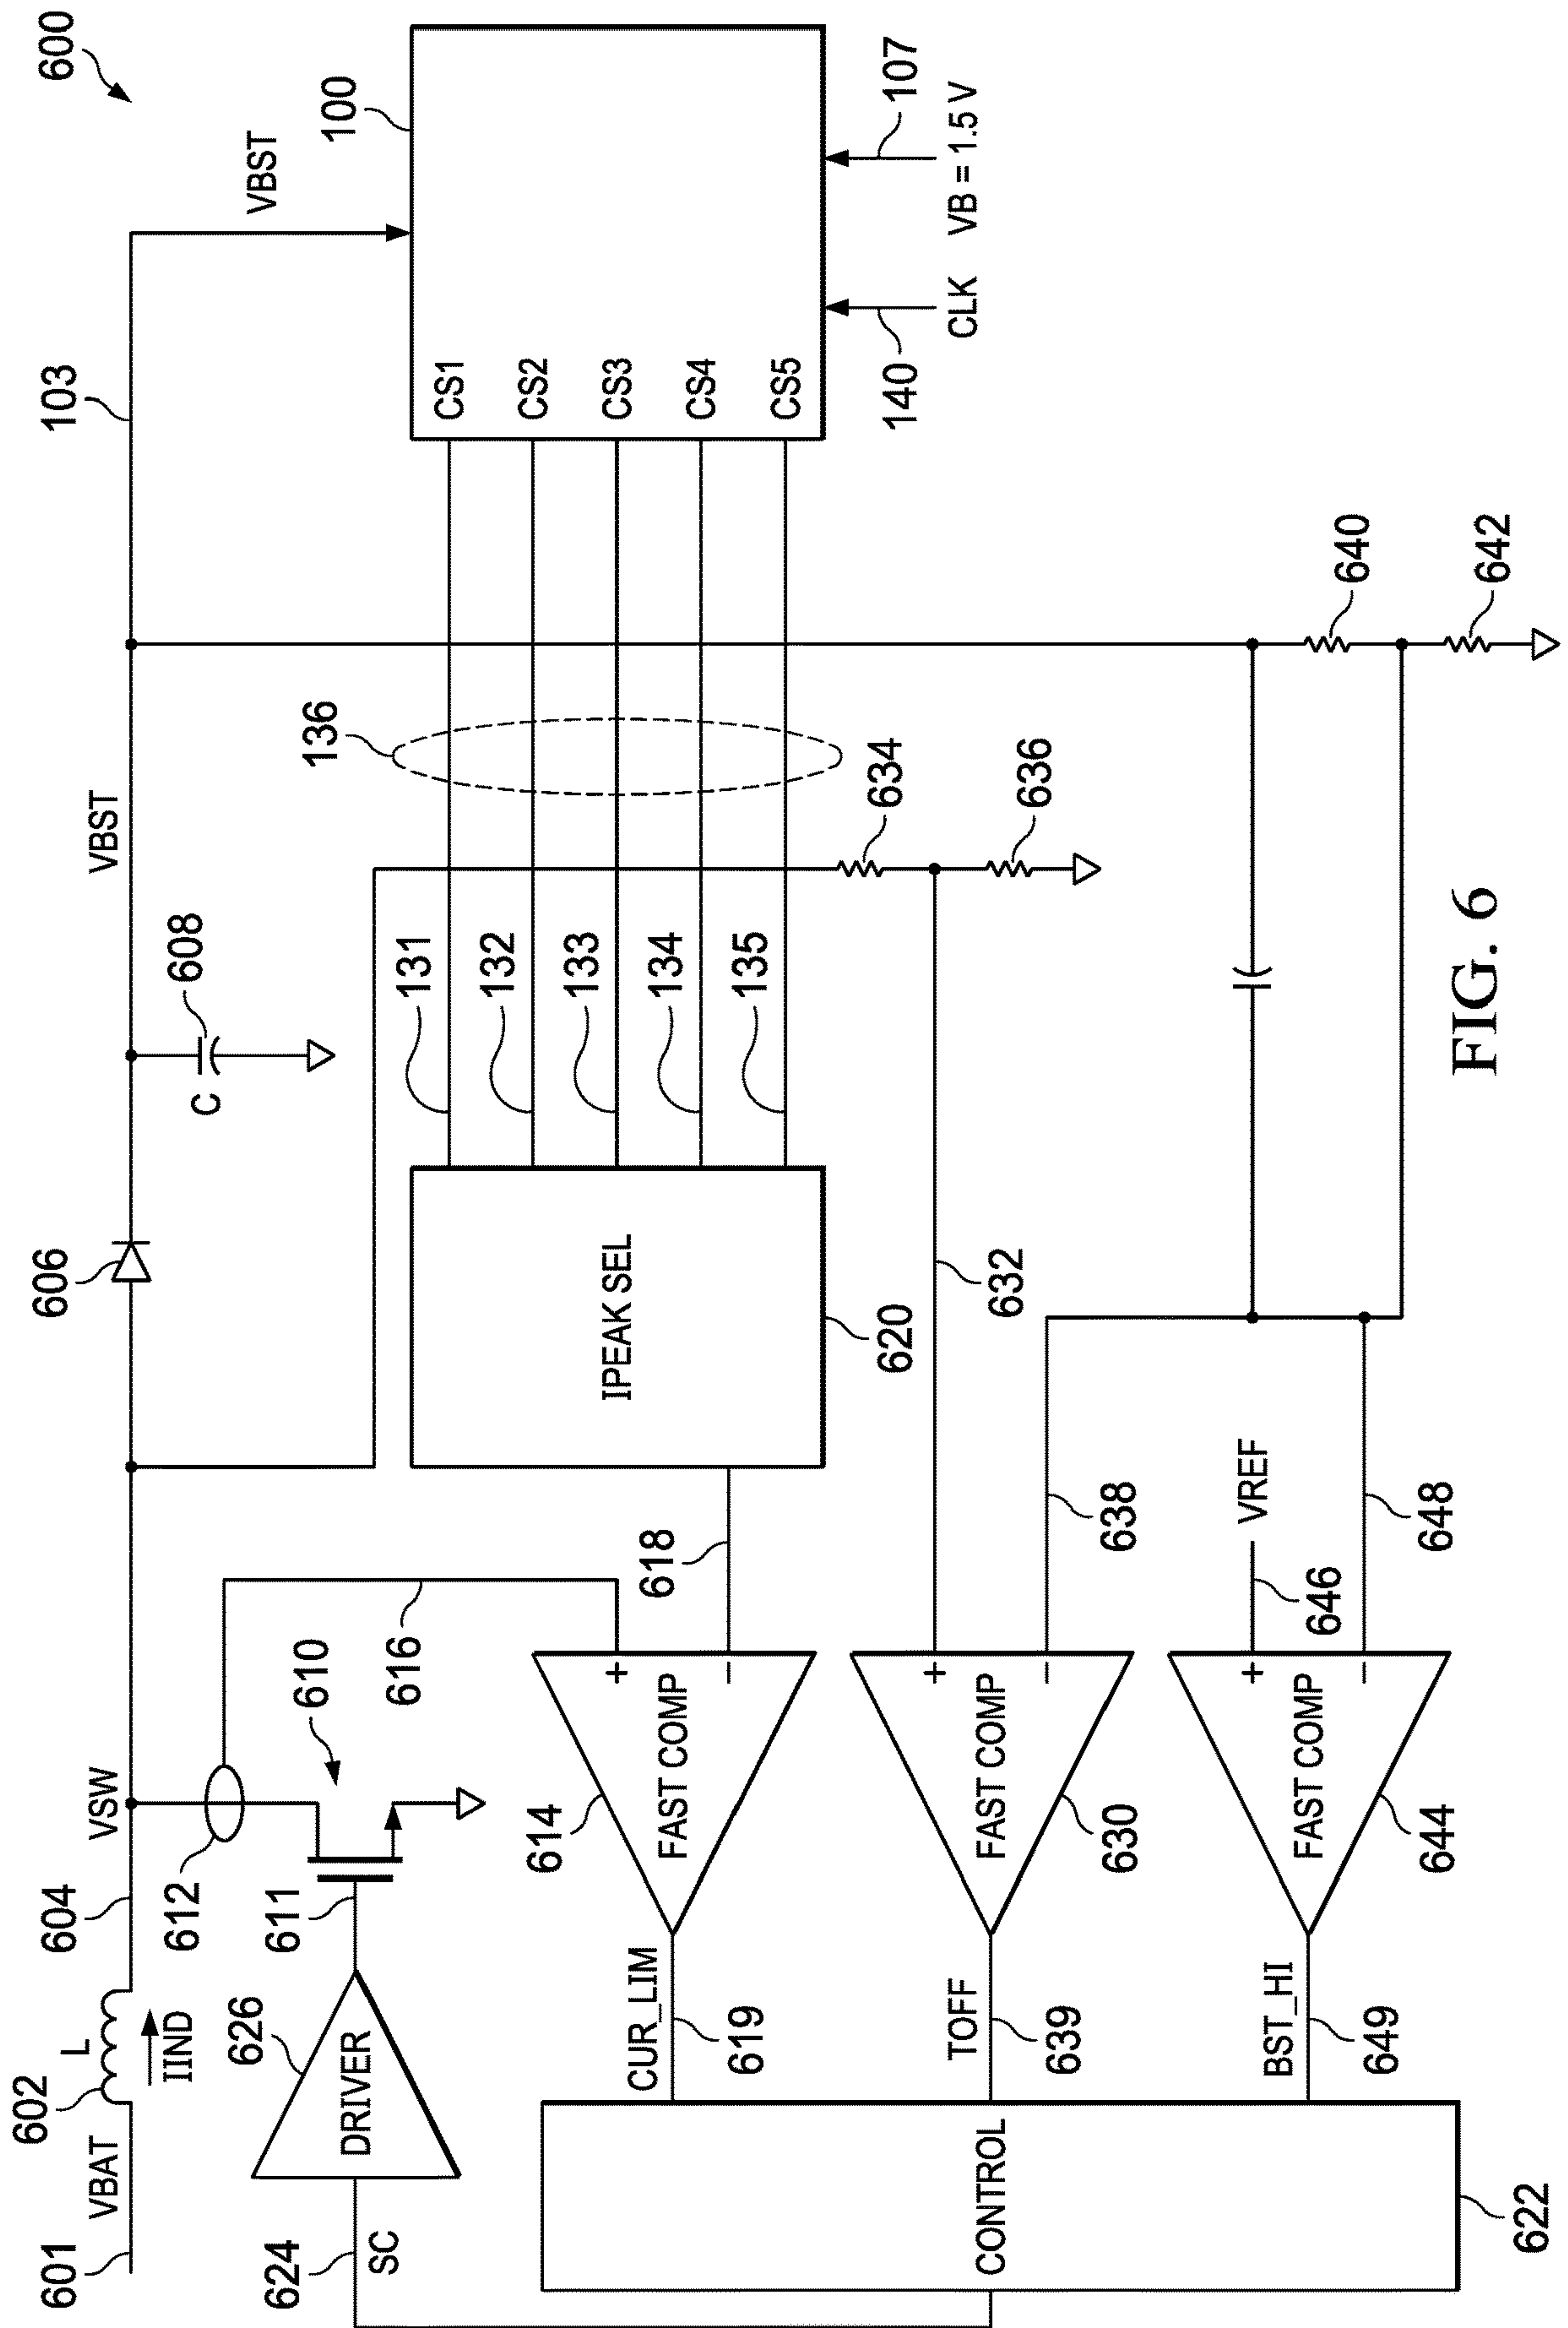 600
601
VBAT
602
L
IIND
604
VSW
606
VBST
C
608
103
VBST
100
CS1
CS2
CS3
CS4
CS5
140
CLK
VB = 1.5 V
107
136
131
132
133
134
135
IPEAK SEL
620
618
616
610
612
611
626
DRIVER
624
SC
614
FAST COMP
+
–
CUR_LIM
619
634
636
632
638
630
FAST COMP
+
–
TOFF
639
640
642
VREF
646
648
644
FAST COMP
+
–
BST_HI
649
CONTROL
622
FIG. 6